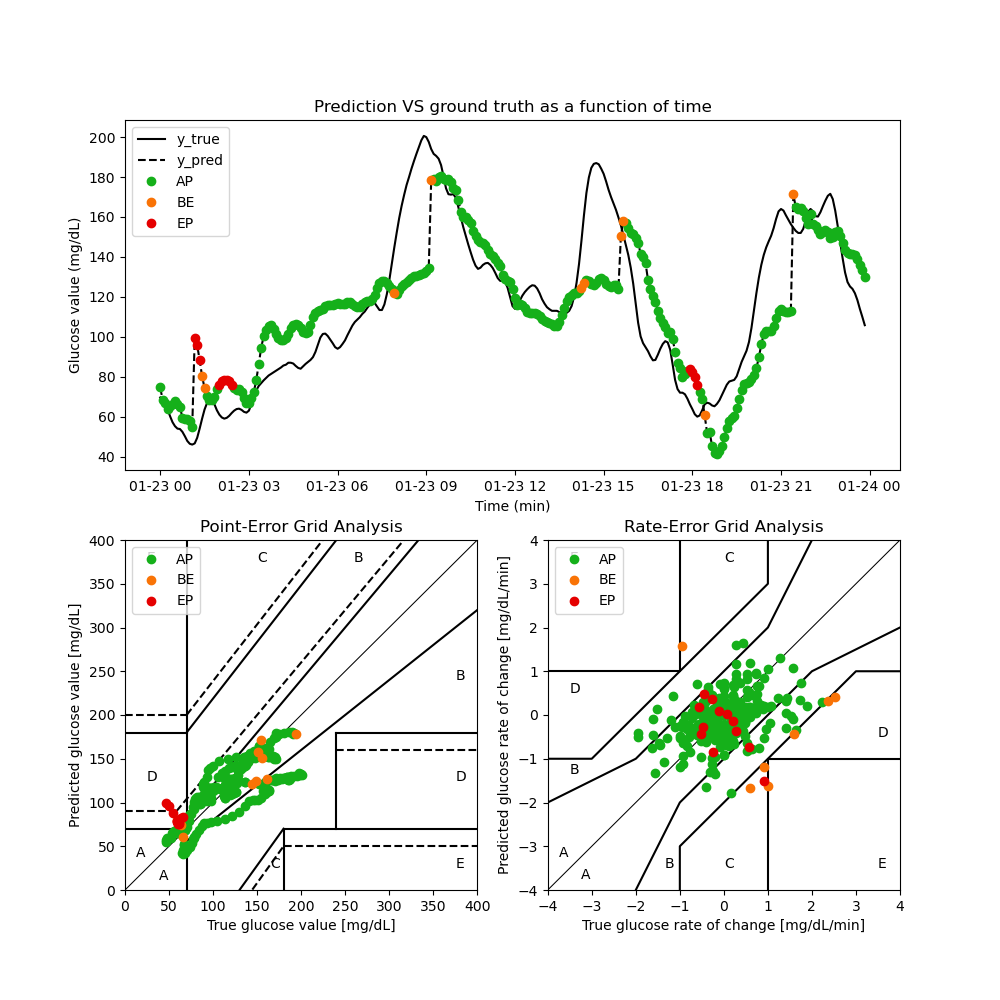 Prediction VS ground truth as a function of time
Glucose value (mg/dL)
200
180
160
140
120
100
80
60
40
y_true
y_pred
AP
BE
EP
01-23 00 01-23 03 01-23 06 01-23 09 01-23 12 01-23 15 01-23 18 01-23 21 01-24 00
Time (min)
Point-Error Grid Analysis
Predicted glucose value [mg/dL]
400
350
300
250
200
150
100
50
0
AP
BE
EP
C B
B
D D
A
A C E
0 50 100 150 200 250 300 350 400
True glucose value [mg/dL]
Rate-Error Grid Analysis
Predicted glucose rate of change [mg/dL/min]
4
3
2
1
0
−1
−2
−3
−4
AP
BE
EP
C
D
D
B
A
A B C E
−4 −3 −2 −1 0 1 2 3 4
True glucose rate of change [mg/dL/min]